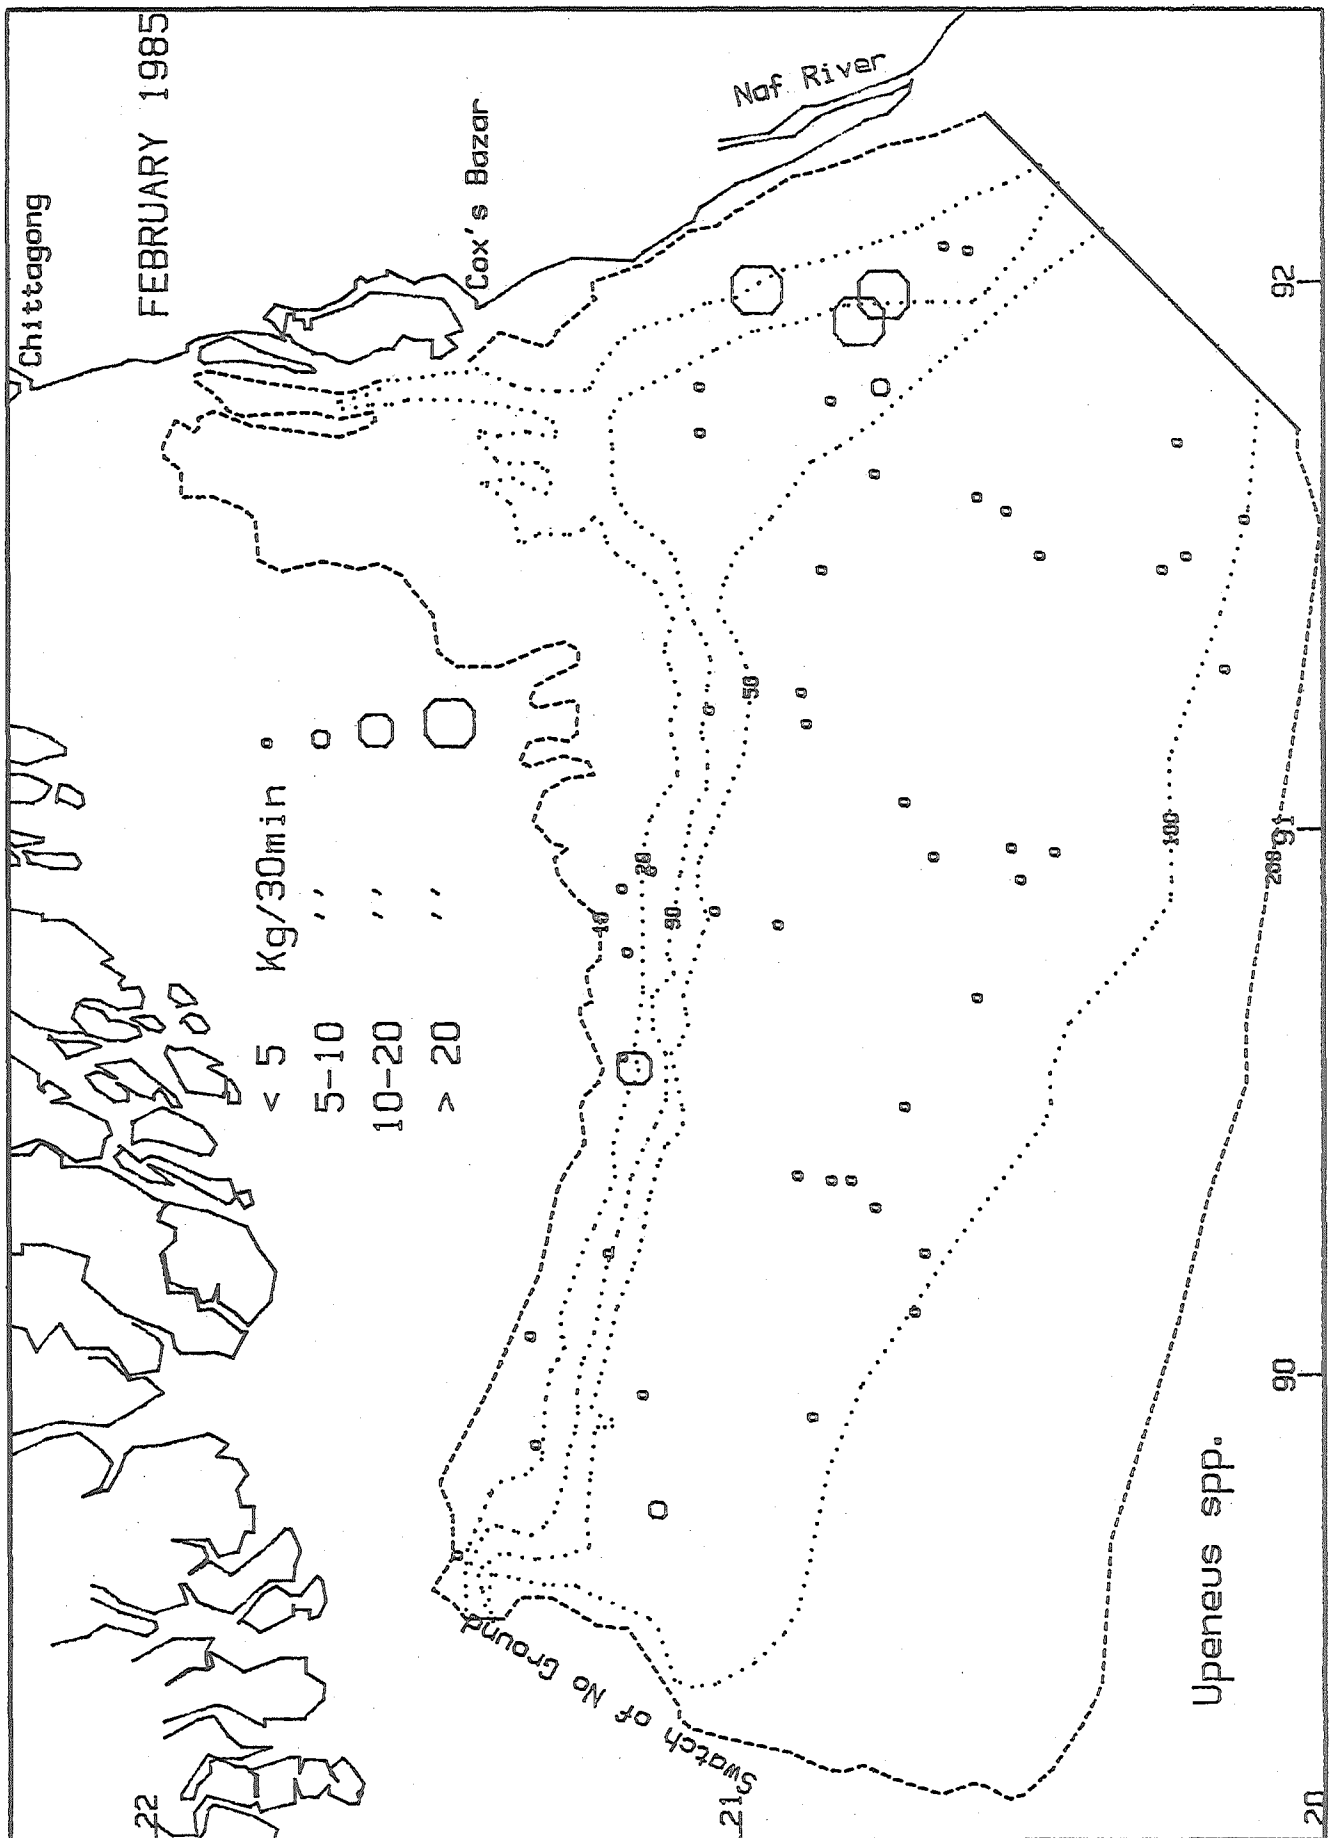 FEBRUARY 1985
Chittagong
Cox's Bazar
Naf River
< 5 Kg/30min
5-10 ,,
10-20 ,,
> 20 ,,
10
20
30
50
100
200
Swatch of No Ground
Upeneus spp.
22
21
20
90
91
92